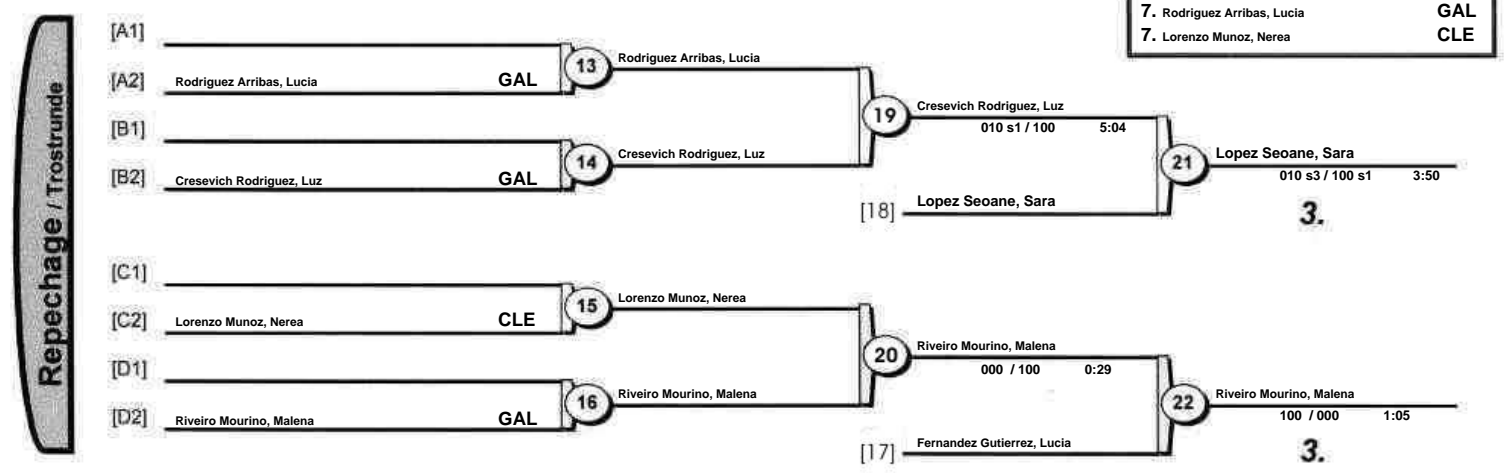 7. Rodriguez Arribas, Lucia GAL
7. Lorenzo Munoz, Nerea CLE
Repechage / Trostrunde
[A1]
[A2] Rodriguez Arribas, Lucia GAL
13 Rodriguez Arribas, Lucia
[B1]
[B2] Cresevich Rodriguez, Luz GAL
14 Cresevich Rodriguez, Luz
19 Cresevich Rodriguez, Luz
010 s1 / 100 5:04
[18] Lopez Seoane, Sara
21 Lopez Seoane, Sara
010 s3 / 100 s1 3:50
3.
[C1]
[C2] Lorenzo Munoz, Nerea CLE
15 Lorenzo Munoz, Nerea
[D1]
[D2] Riveiro Mourino, Malena GAL
16 Riveiro Mourino, Malena
20 Riveiro Mourino, Malena
000 / 100 0:29
[17] Fernandez Gutierrez, Lucia
22 Riveiro Mourino, Malena
100 / 000 1:05
3.